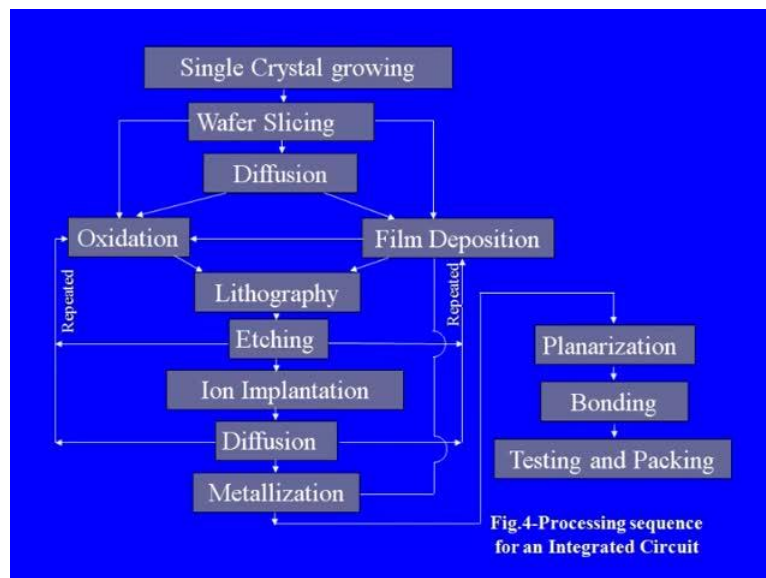 Single Crystal growing
Wafer Slicing
Diffusion
Oxidation
Film Deposition
Lithography
Repeated
Repeated
Etching
Ion Implantation
Diffusion
Metallization
Planarization
Bonding
Testing and Packing
Fig.4-Processing sequence
for an Integrated Circuit